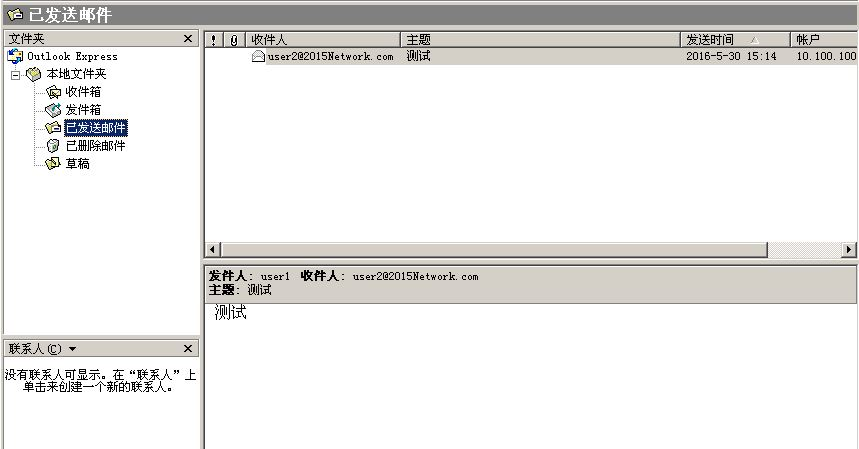 已发送邮件
文件夹
Outlook Express
本地文件夹
收件箱
发件箱
已发送邮件
已删除邮件
草稿
联系人(C)
没有联系人可显示。在“联系人”上
单击来创建一个新的联系人。
! 收件人 主题 发送时间 帐户
user2@2015Network.com 测试 2016-5-30 15:14 10.100.100
发件人: user1 收件人: user2@2015Network.com
主题: 测试
测试